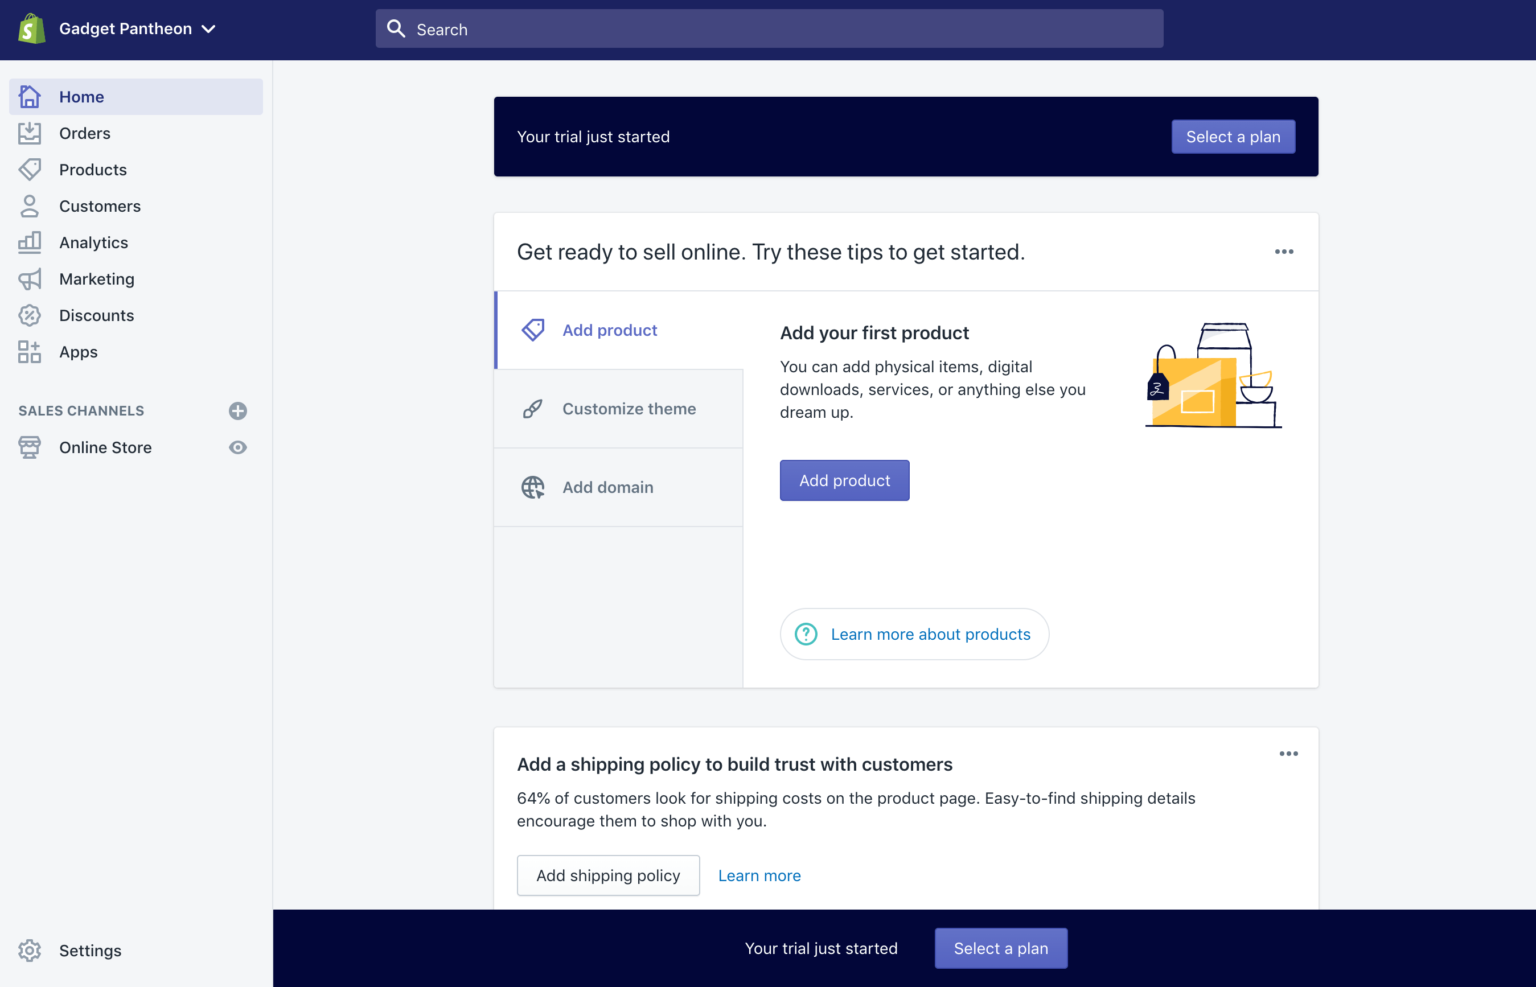 Gadget Pantheon
Search
Home
Orders
Products
Customers
Analytics
Marketing
Discounts
Apps
SALES CHANNELS
Online Store
Settings
Your trial just started
Select a plan
Get ready to sell online. Try these tips to get started.
Add product
Customize theme
Add domain
Add your first product
You can add physical items, digital
downloads, services, or anything else you
dream up.
Add product
Learn more about products
Add a shipping policy to build trust with customers
64% of customers look for shipping costs on the product page. Easy-to-find shipping details
encourage them to shop with you.
Add shipping policy
Learn more
Your trial just started
Select a plan